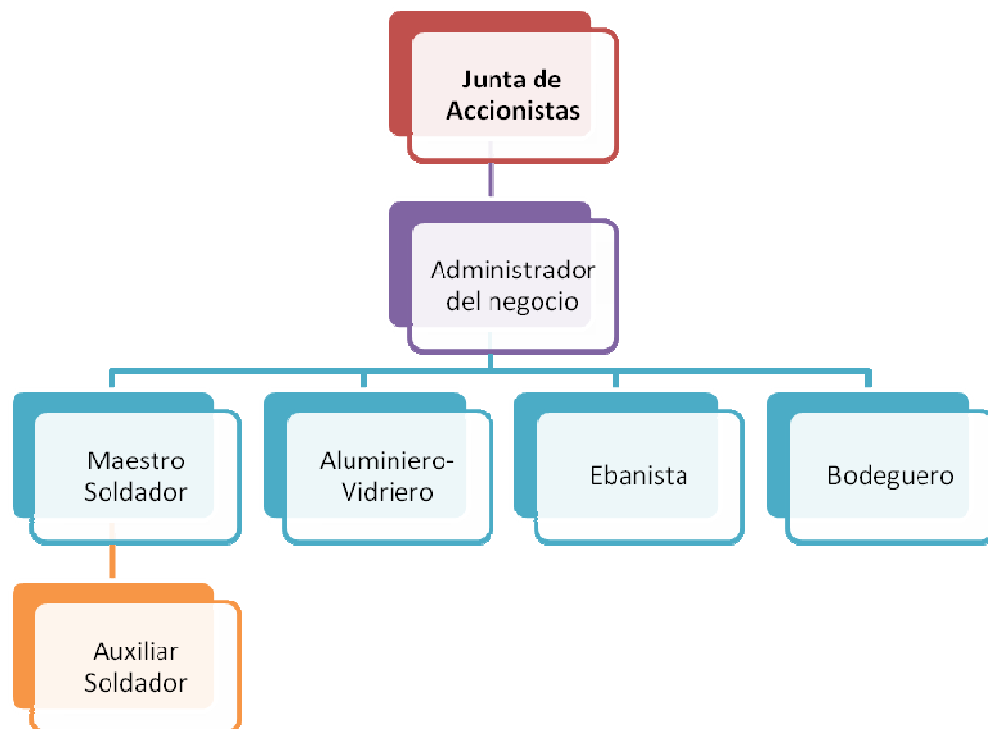 Junta de
Accionistas
Administrador
del negocio
Maestro
Soldador
Aluminiero-
Vidriero
Ebanista
Bodeguero
Auxiliar
Soldador